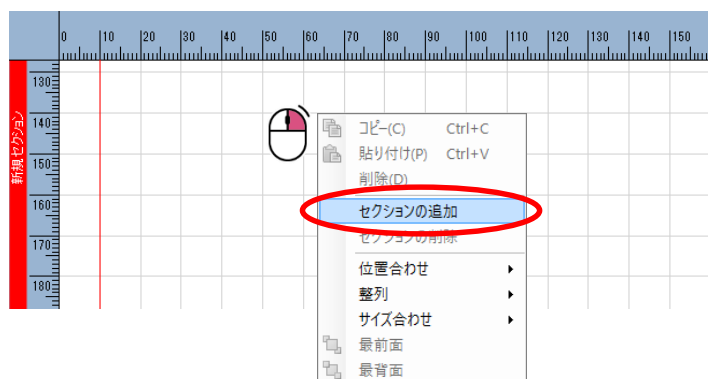 0 10 20 30 40 50 60 70 80 90 100 110 120 130 140 150
130
140
150
160
170
180
新規セクション
コピー(C) Ctrl+C
貼り付け(P) Ctrl+V
削除(D)
セクションの追加
セクションの削除
位置合わせ
整列
サイズ合わせ
最前面
最背面